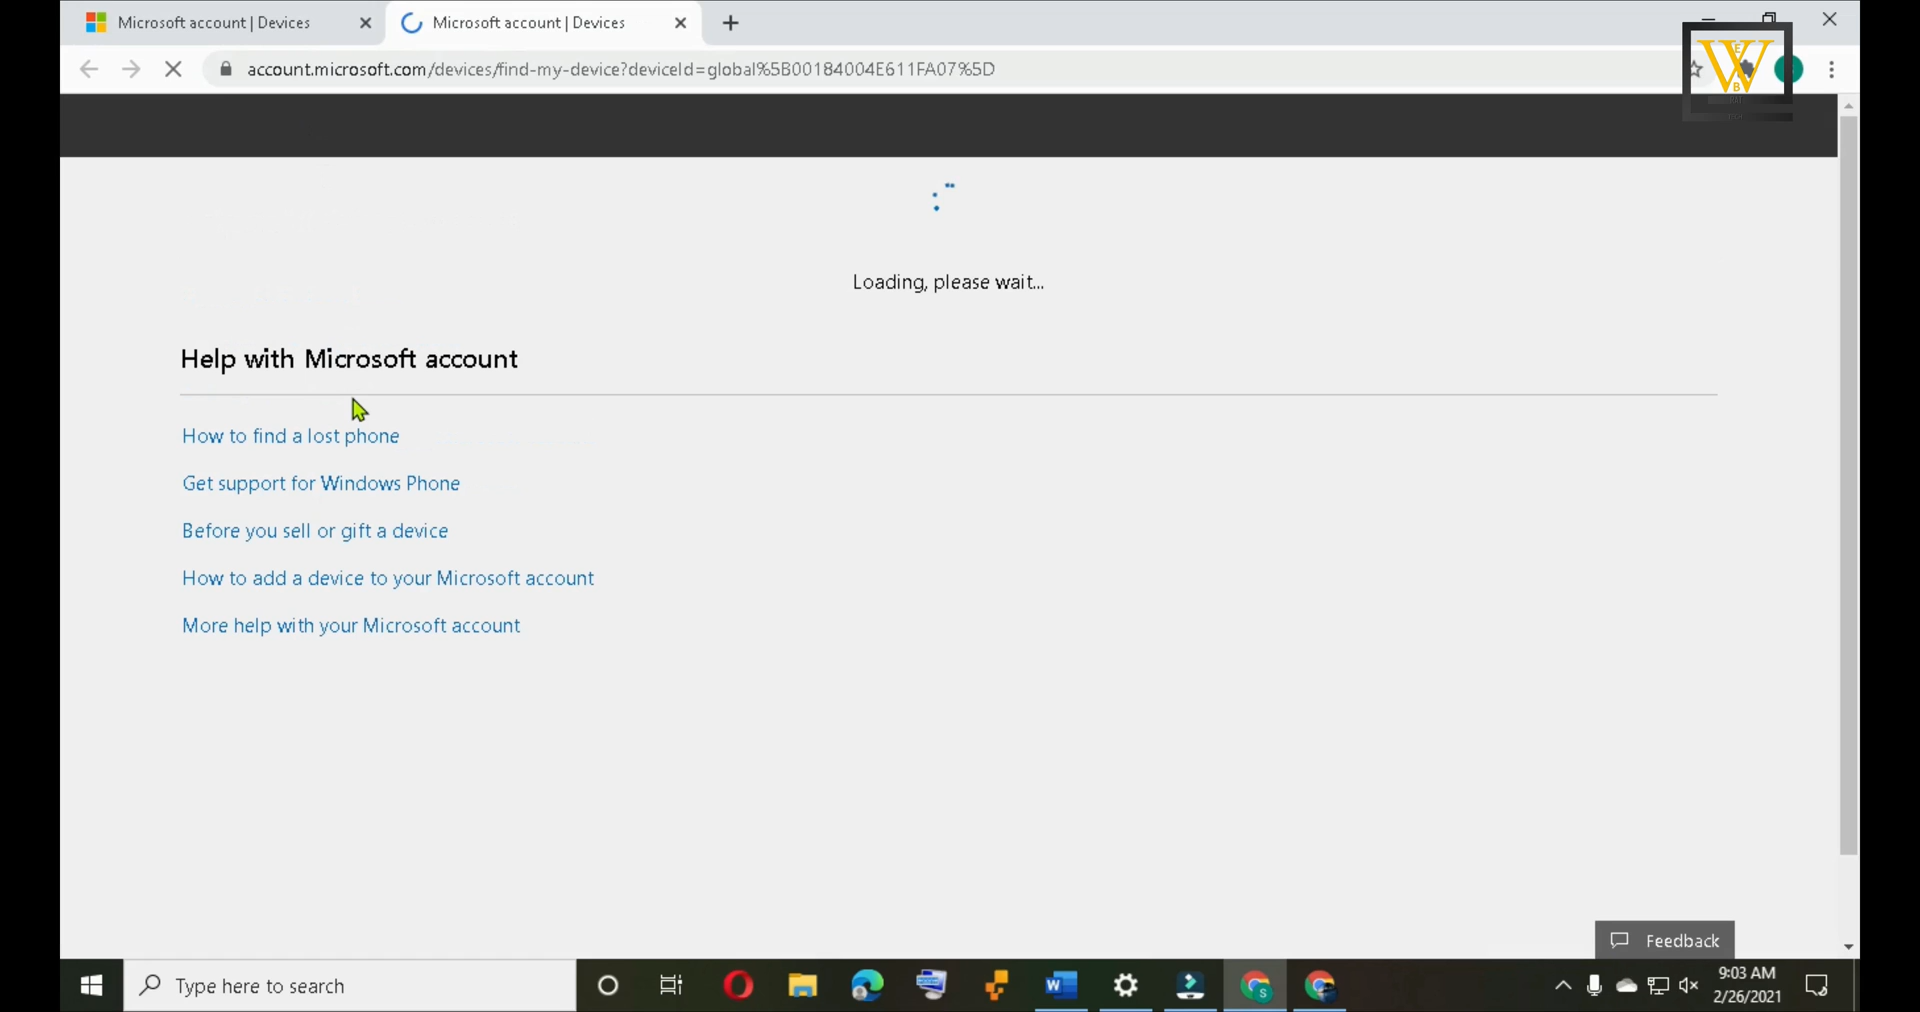 Microsoft account | Devices
Microsoft account | Devices
account.microsoft.com/devices/find-my-device?deviceId=global%5B00184004E611FA07%5D
W
E
B
Loading, please wait...
Help with Microsoft account
How to find a lost phone
Get support for Windows Phone
Before you sell or gift a device
How to add a device to your Microsoft account
More help with your Microsoft account
Feedback
Type here to search
W
S
9:03 AM
2/26/2021